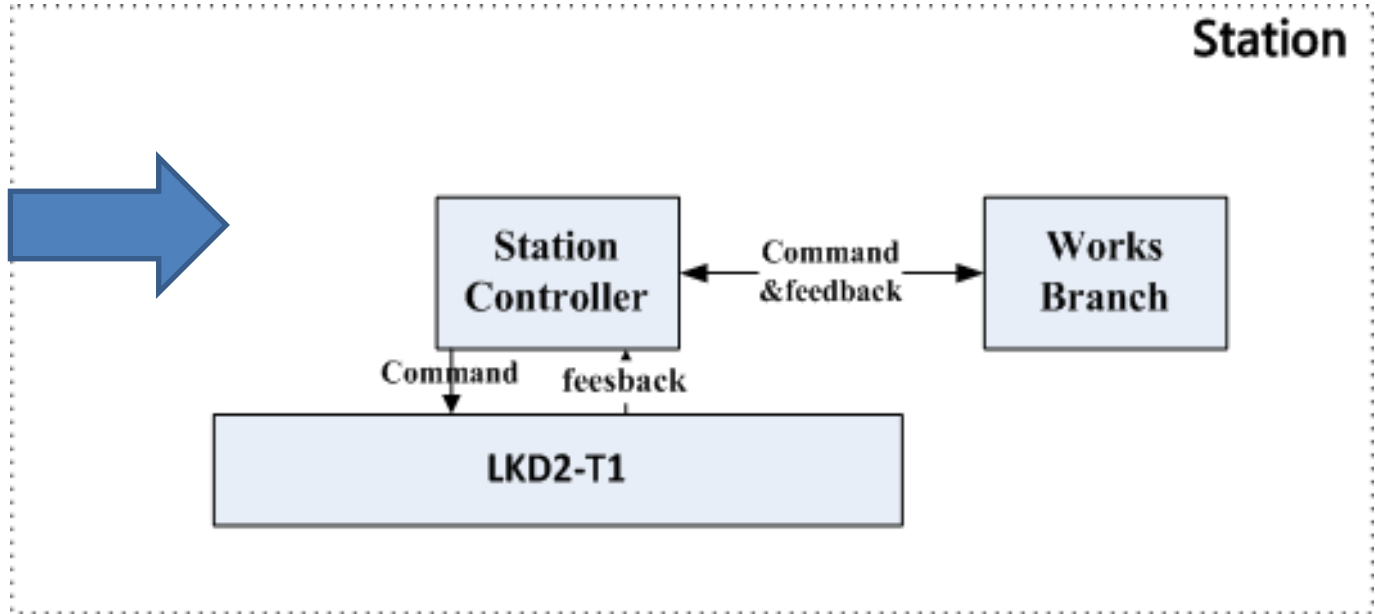 Station
Station
Controller
Command
&feedback
Works
Branch
Command
feesback
LKD2-T1